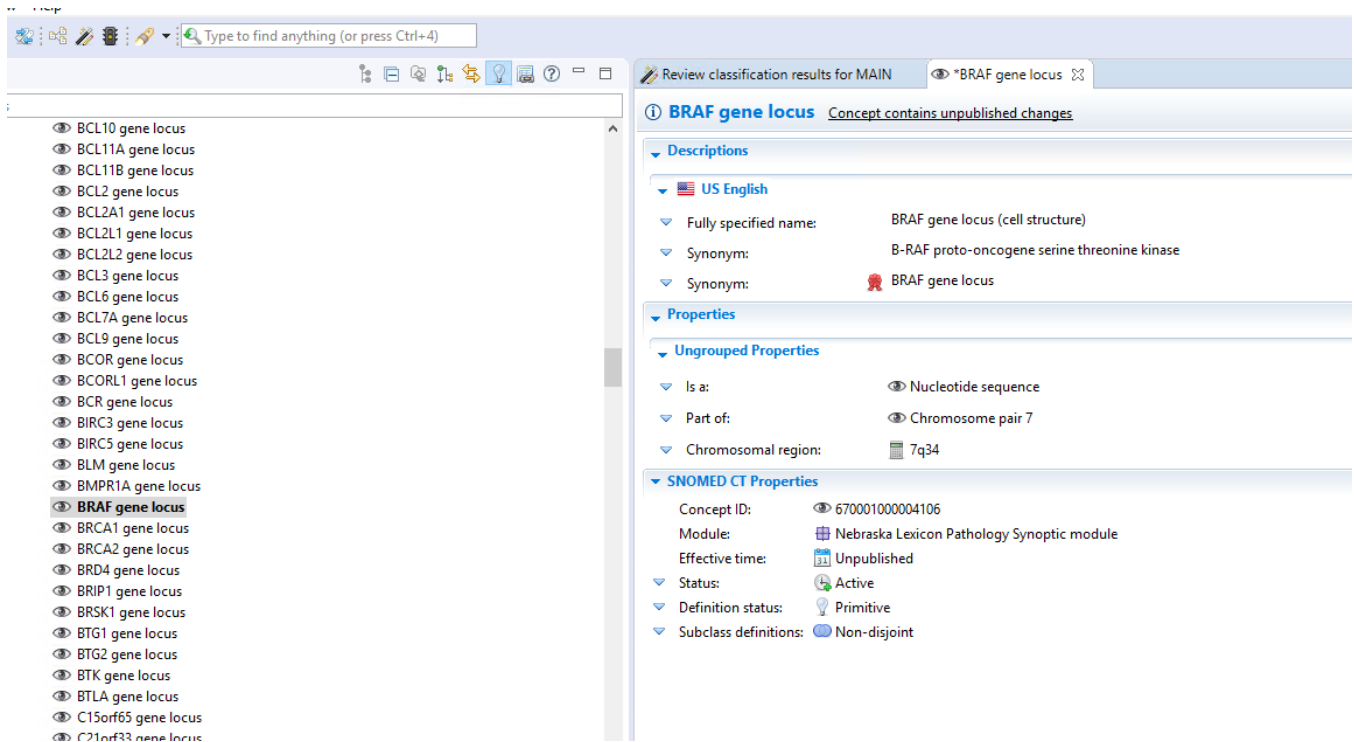 Help
Type to find anything (or press Ctrl+4)
BCL10 gene locus
BCL11A gene locus
BCL11B gene locus
BCL2 gene locus
BCL2A1 gene locus
BCL2L1 gene locus
BCL2L2 gene locus
BCL3 gene locus
BCL6 gene locus
BCL7A gene locus
BCL9 gene locus
BCOR gene locus
BCORL1 gene locus
BCR gene locus
BIRC3 gene locus
BIRC5 gene locus
BLM gene locus
BMPR1A gene locus
BRAF gene locus
BRCA1 gene locus
BRCA2 gene locus
BRD4 gene locus
BRIP1 gene locus
BRSK1 gene locus
BTG1 gene locus
BTG2 gene locus
BTK gene locus
BTLA gene locus
C15orf65 gene locus
C21orf33 gene locus
Review classification results for MAIN *BRAF gene locus
BRAF gene locus Concept contains unpublished changes
Descriptions
US English
Fully specified name: BRAF gene locus (cell structure)
Synonym: B-RAF proto-oncogene serine threonine kinase
Synonym: BRAF gene locus
Properties
Ungrouped Properties
Is a: Nucleotide sequence
Part of: Chromosome pair 7
Chromosomal region: 7q34
SNOMED CT Properties
Concept ID: 670001000004106
Module: Nebraska Lexicon Pathology Synoptic module
Effective time: 31 Unpublished
Status: Active
Definition status: Primitive
Subclass definitions: Non-disjoint